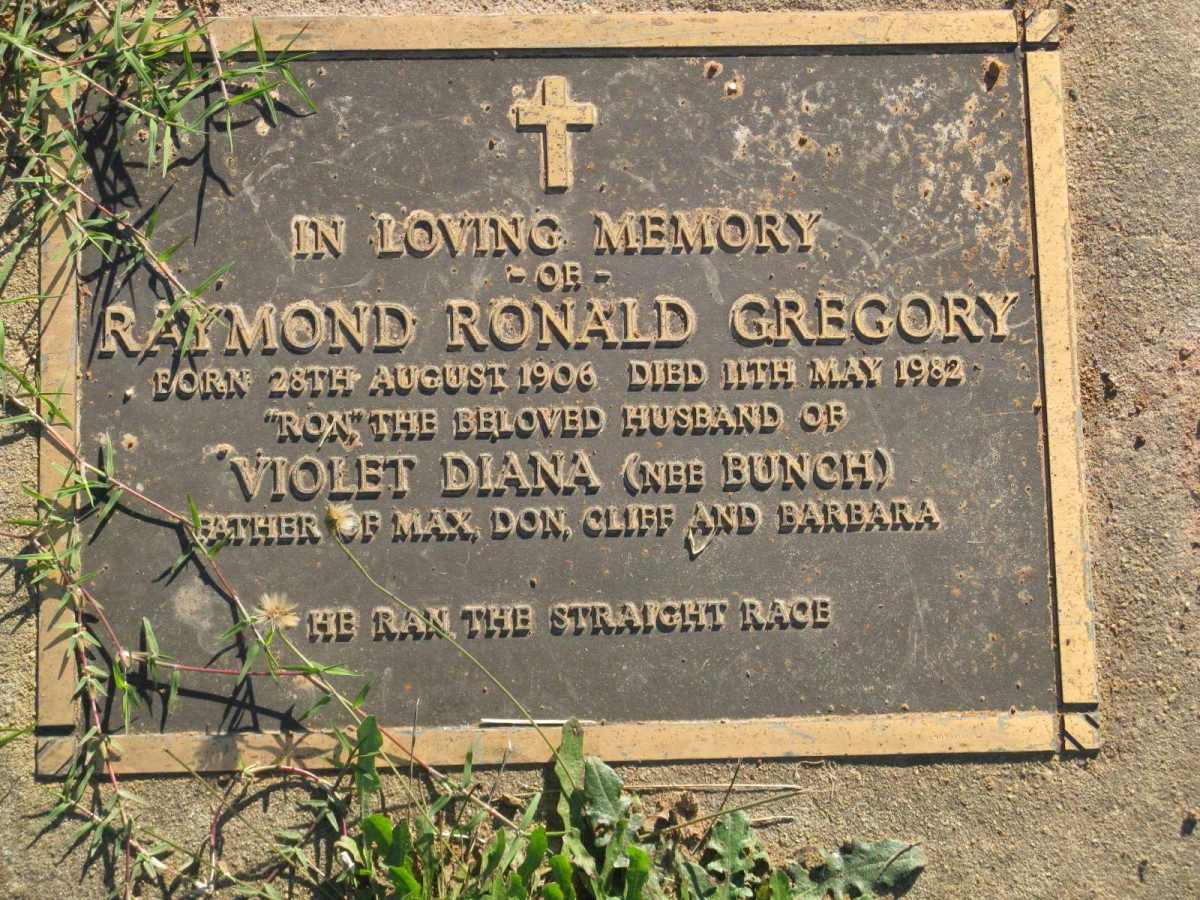 IN LOVING MEMORY
- OF -
RAYMOND RONALD GREGORY
BORN 28TH AUGUST 1906 DIED 11TH MAY 1982
"RON," THE BELOVED HUSBAND OF
VIOLET DIANA (NEE BUNCH)
FATHER OF MAX, DON, CLIFF AND BARBARA
HE RAN THE STRAIGHT RACE